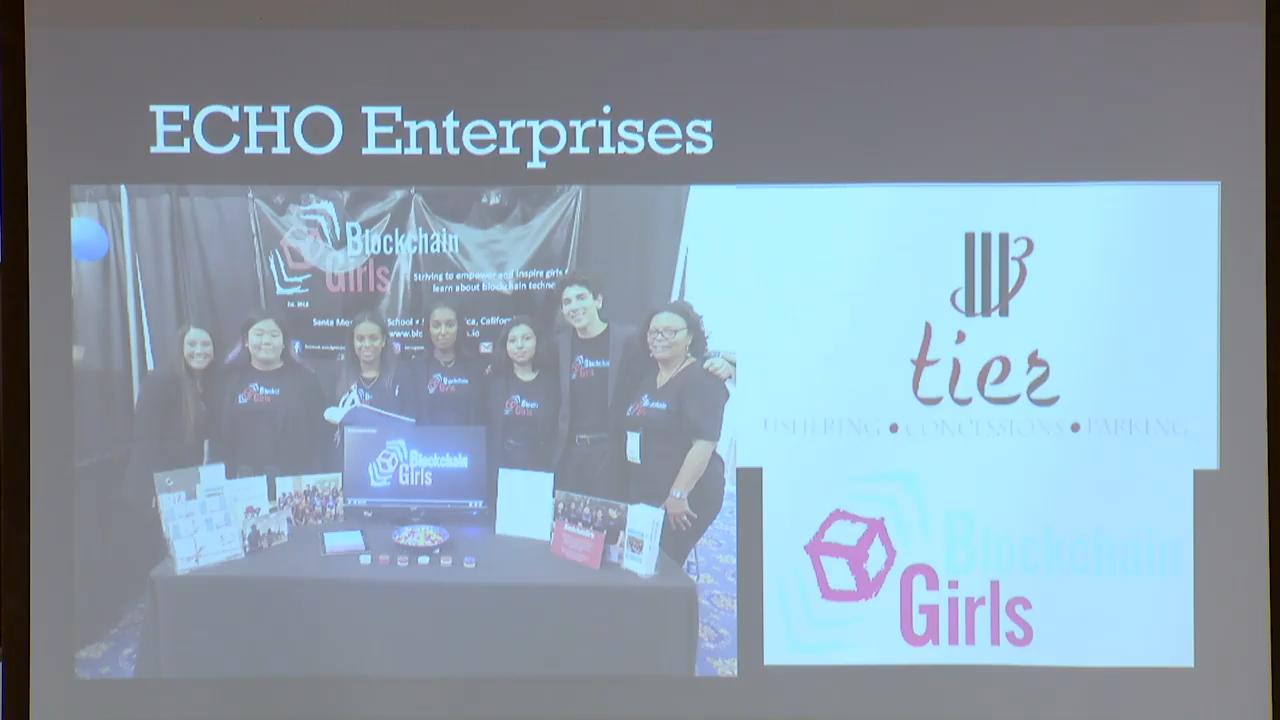 ECHO Enterprises
Blockchain
Girls
Striving to empower and inspire girls
learn about blockchain
Blockchain
Girls
3
tier
USHERING • CONCESSIONS • PARKING
Blockchain
Girls